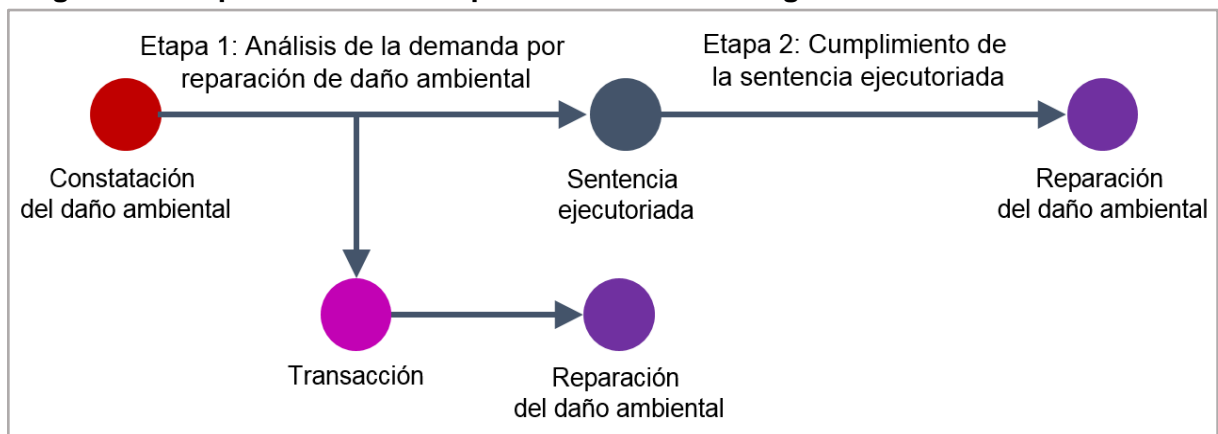 Etapa 1: Análisis de la demanda por
reparación de daño ambiental
Etapa 2: Cumplimiento de
la sentencia ejecutoriada
Constatación
del daño ambiental
Sentencia
ejecutoriada
Reparación
del daño ambiental
Transacción
Reparación
del daño ambiental